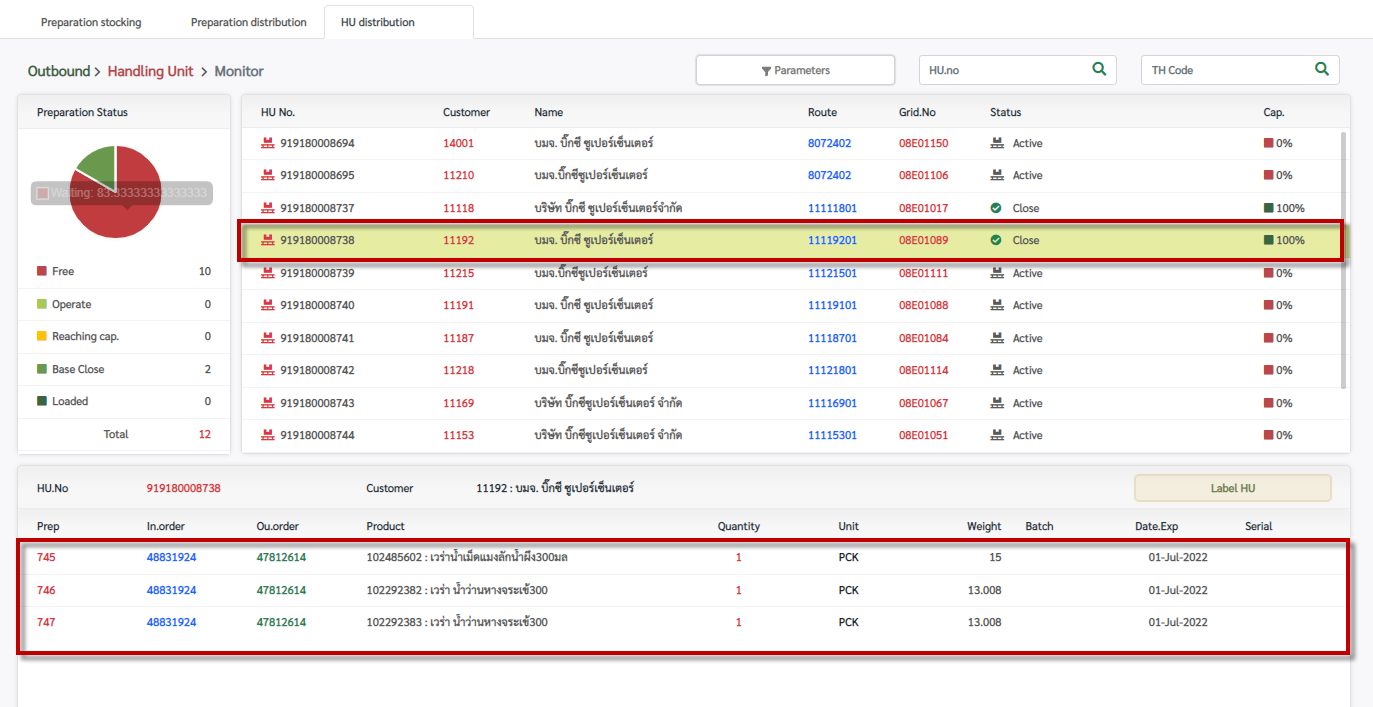 Preparation stocking Preparation distribution HU distribution
Outbound > Handling Unit > Monitor Parameters HU.no TH Code
Preparation Status
Waiting: 83.33333333333333
Free 10
Operate 0
Reaching cap. 0
Base Close 2
Loaded 0
Total 12
HU No. Customer Name Route Grid.No Status Cap.
919180008694 14001 บมจ. บิ๊กซี ซูเปอร์เซ็นเตอร์ 8072402 08E01150 Active 0%
919180008695 11210 บมจ.บิ๊กซีซูเปอร์เซ็นเตอร์ 8072402 08E01106 Active 0%
919180008737 11118 บริษัท บิ๊กซี ซูเปอร์เซ็นเตอร์จำกัด 11111801 08E01017 Close 100%
919180008738 11192 บมจ. บิ๊กซี ซูเปอร์เซ็นเตอร์ 11119201 08E01089 Close 100%
919180008739 11215 บมจ.บิ๊กซีซูเปอร์เซ็นเตอร์ 11121501 08E01111 Active 0%
919180008740 11191 บมจ. บิ๊กซี ซูเปอร์เซ็นเตอร์ 11119101 08E01088 Active 0%
919180008741 11187 บมจ. บิ๊กซี ซูเปอร์เซ็นเตอร์ 11118701 08E01084 Active 0%
919180008742 11218 บมจ.บิ๊กซีซูเปอร์เซ็นเตอร์ 11121801 08E01114 Active 0%
919180008743 11169 บริษัท บิ๊กซีซูเปอร์เซ็นเตอร์ จำกัด 11116901 08E01067 Active 0%
919180008744 11153 บริษัท บิ๊กซีซูเปอร์เซ็นเตอร์ จำกัด 11115301 08E01051 Active 0%
HU.No 919180008738 Customer 11192 : บมจ. บิ๊กซี ซูเปอร์เซ็นเตอร์ Label HU
Prep In.order Ou.order Product Quantity Unit Weight Batch Date.Exp Serial
745 48831924 47812614 102485602 : เวร่าน้ำเม็ดแมงลักน้ำผึ้ง300มล 1 PCK 15 01-Jul-2022
746 48831924 47812614 102292382 : เวร่า น้ำว่านหางจระเข้300 1 PCK 13.008 01-Jul-2022
747 48831924 47812614 102292383 : เวร่า น้ำว่านหางจระเข้300 1 PCK 13.008 01-Jul-2022